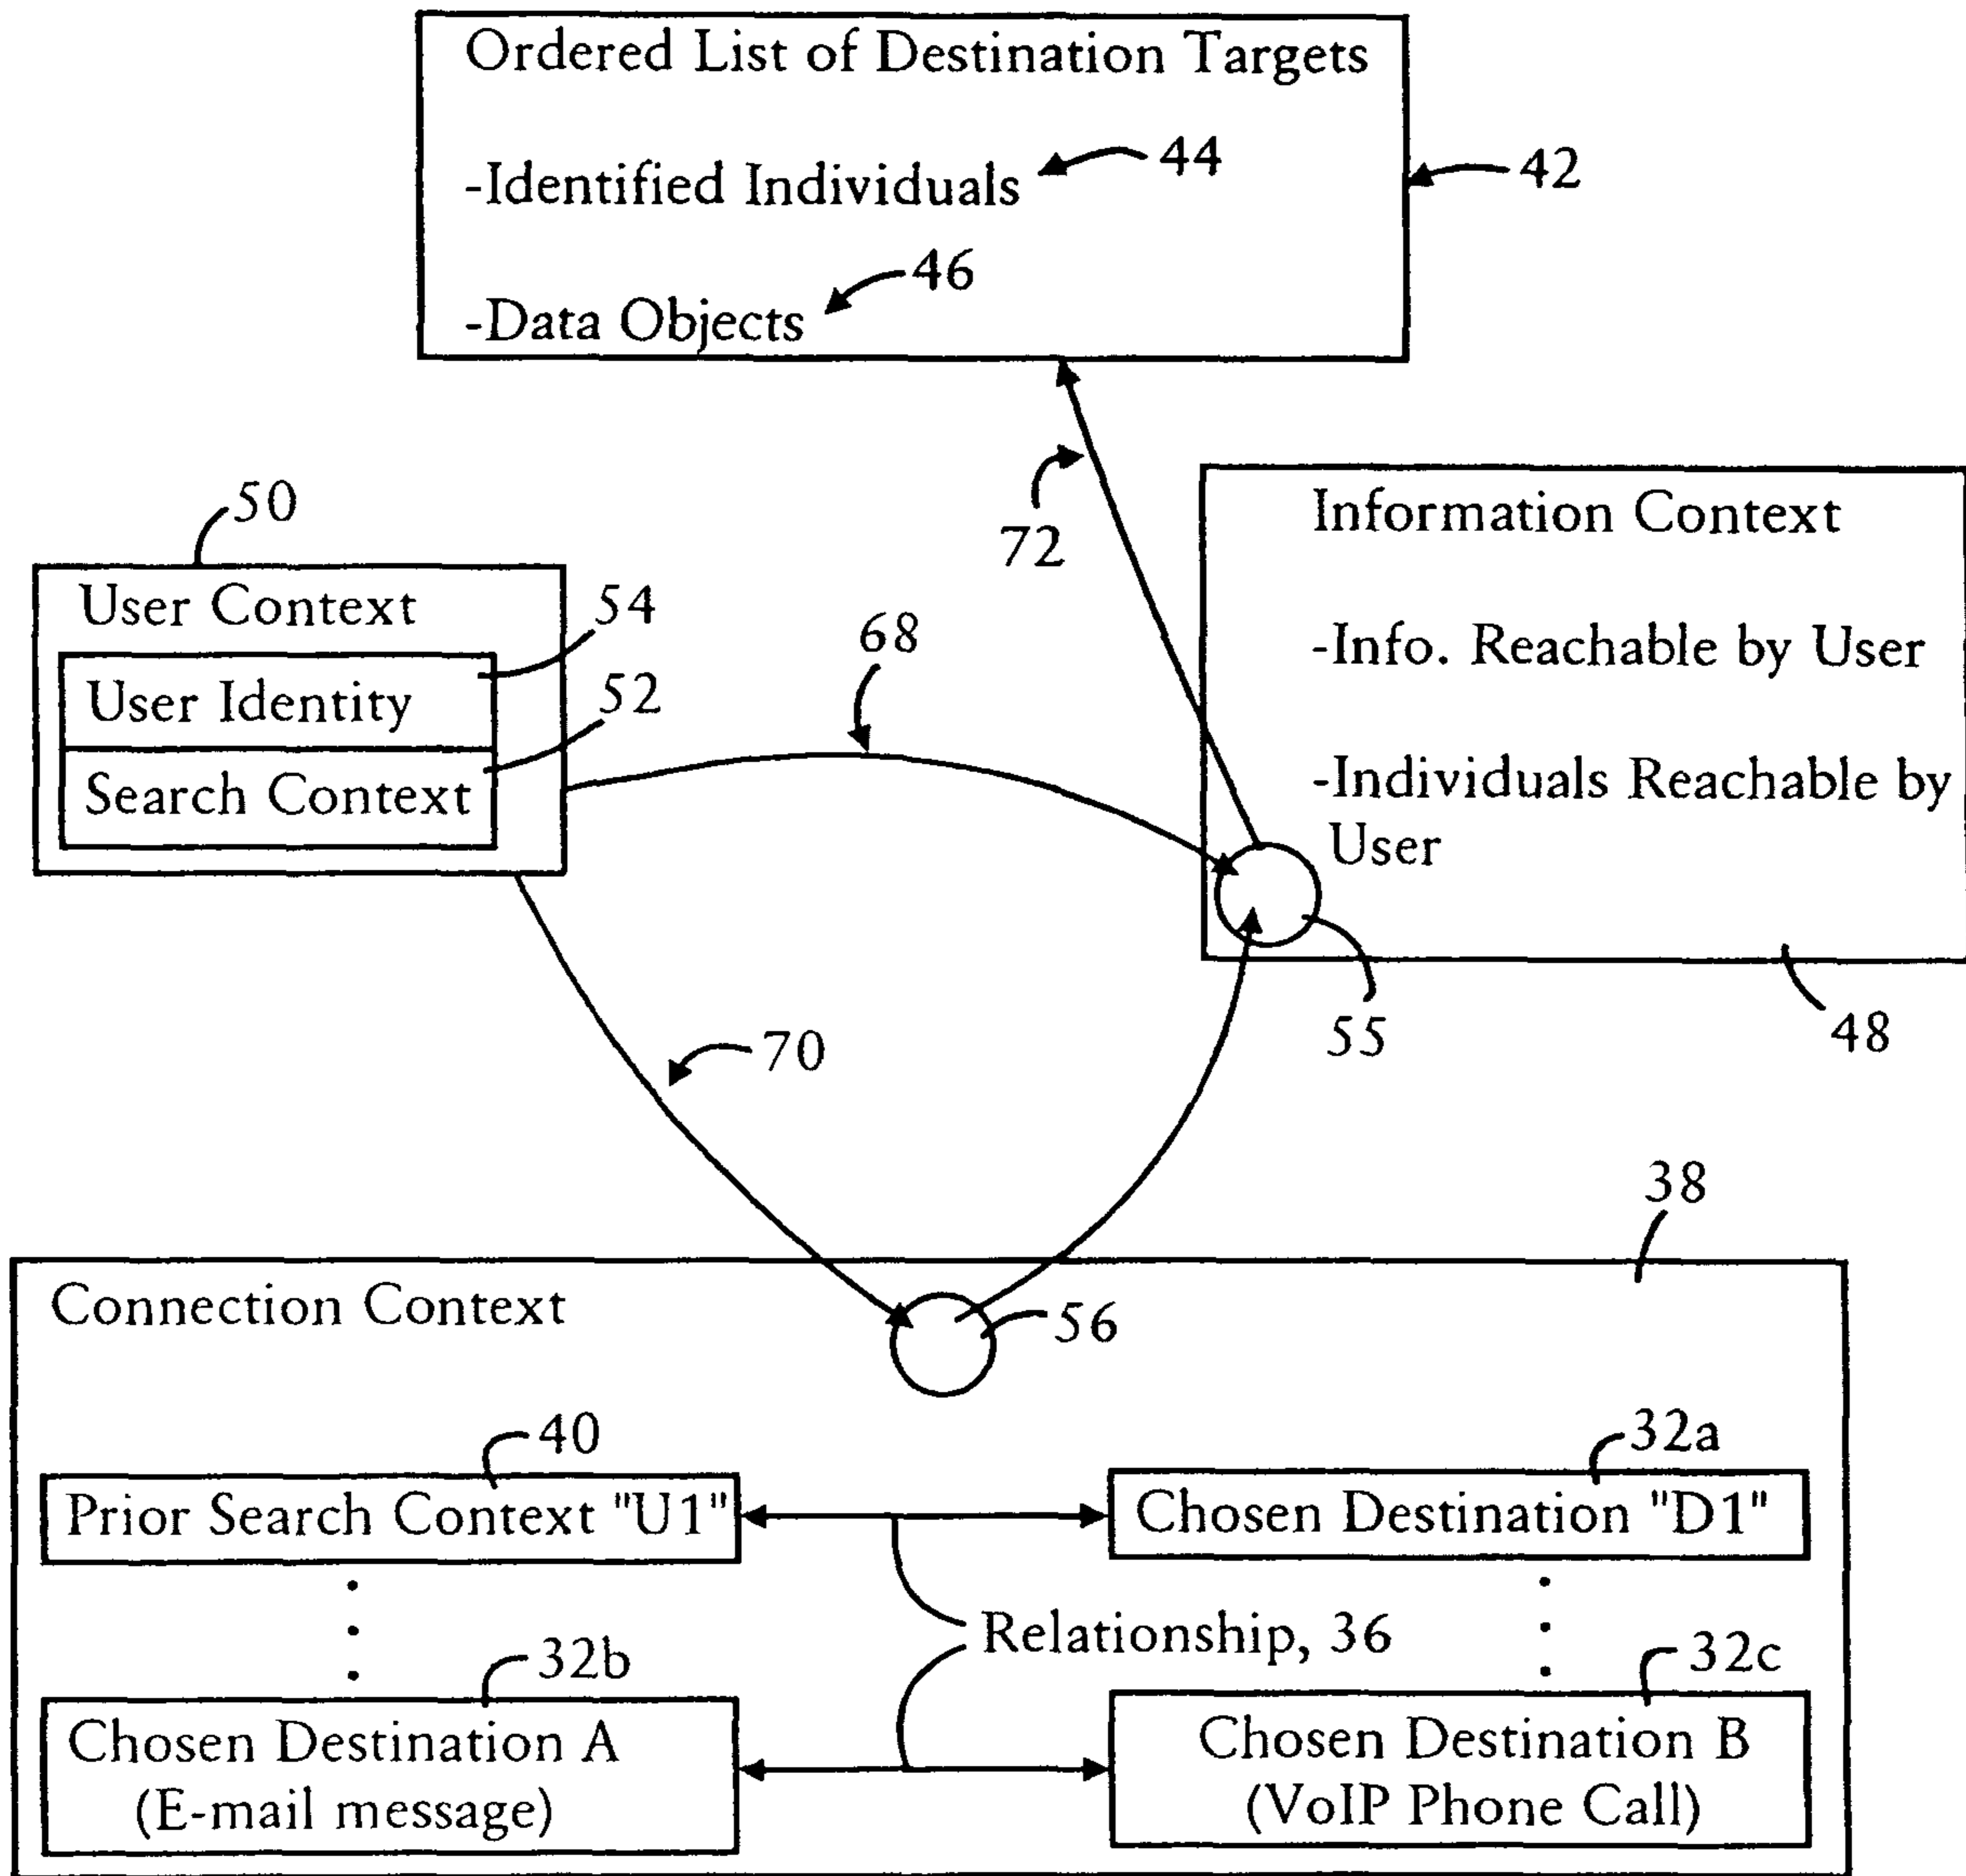 Ordered List of Destination Targets
-Identified Individuals
44
42
-Data Objects
46
50
User Context
54
User Identity
52
Search Context
68
72
Information Context
-Info. Reachable by User
-Individuals Reachable by
User
55
48
70
38
Connection Context
56
40
32a
Prior Search Context "U1"
Chosen Destination "D1"
Relationship, 36
32b
32c
Chosen Destination A
(E-mail message)
Chosen Destination B
(VoIP Phone Call)